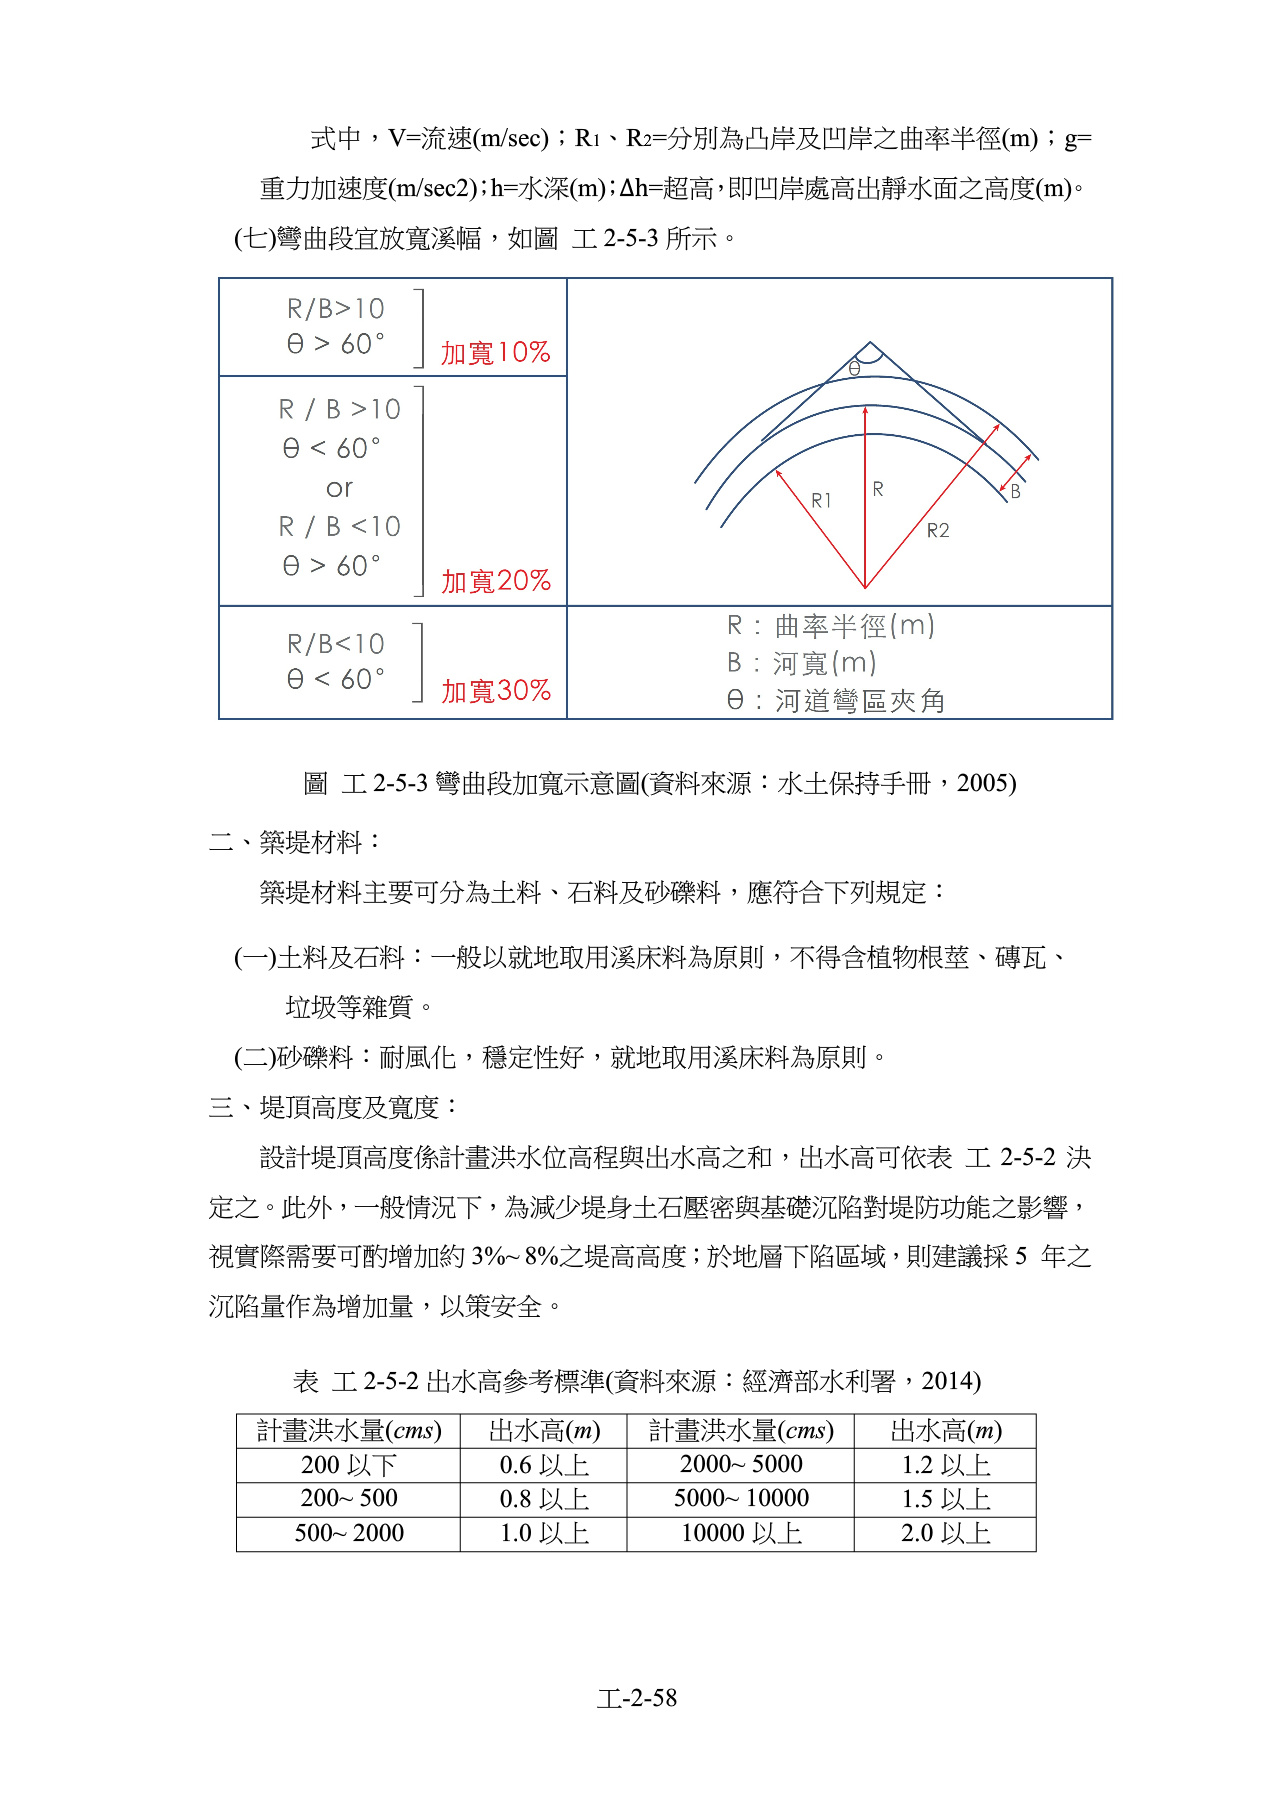 式中，V=流速(m/sec)；R1、R2=分別為凸岸及凹岸之曲率半徑(m)；g=
重力加速度(m/sec2)；h=水深(m)；Δh=超高，即凹岸處高出靜水面之高度(m)。
(七)彎曲段宜放寬溪幅，如圖 工 2-5-3 所示。
R/B>10
θ > 60°
加寬10%
R / B >10
θ < 60°
or
R / B <10
θ > 60°
加寬20%
R/B<10
θ < 60°
加寬30%
θ
R1
R
R2
B
R：曲率半徑(m)
B：河寬(m)
θ：河道彎區夾角
圖 工 2-5-3 彎曲段加寬示意圖(資料來源：水土保持手冊，2005)
二、築堤材料：
築堤材料主要可分為土料、石料及砂礫料，應符合下列規定：
(一)土料及石料：一般以就地取用溪床料為原則，不得含植物根莖、磚瓦、
垃圾等雜質。
(二)砂礫料：耐風化，穩定性好，就地取用溪床料為原則。
三、堤頂高度及寬度：
設計堤頂高度係計畫洪水位高程與出水高之和，出水高可依表 工 2-5-2 決
定之。此外，一般情況下，為減少堤身土石壓密與基礎沉陷對堤防功能之影響，
視實際需要可酌增加約 3%~ 8%之堤高高度；於地層下陷區域，則建議採 5 年之
沉陷量作為增加量，以策安全。
表 工 2-5-2 出水高參考標準(資料來源：經濟部水利署，2014)
計畫洪水量(cms) 出水高(m) 計畫洪水量(cms) 出水高(m)
200 以下 0.6 以上 2000~ 5000 1.2 以上
200~ 500 0.8 以上 5000~ 10000 1.5 以上
500~ 2000 1.0 以上 10000 以上 2.0 以上
工-2-58